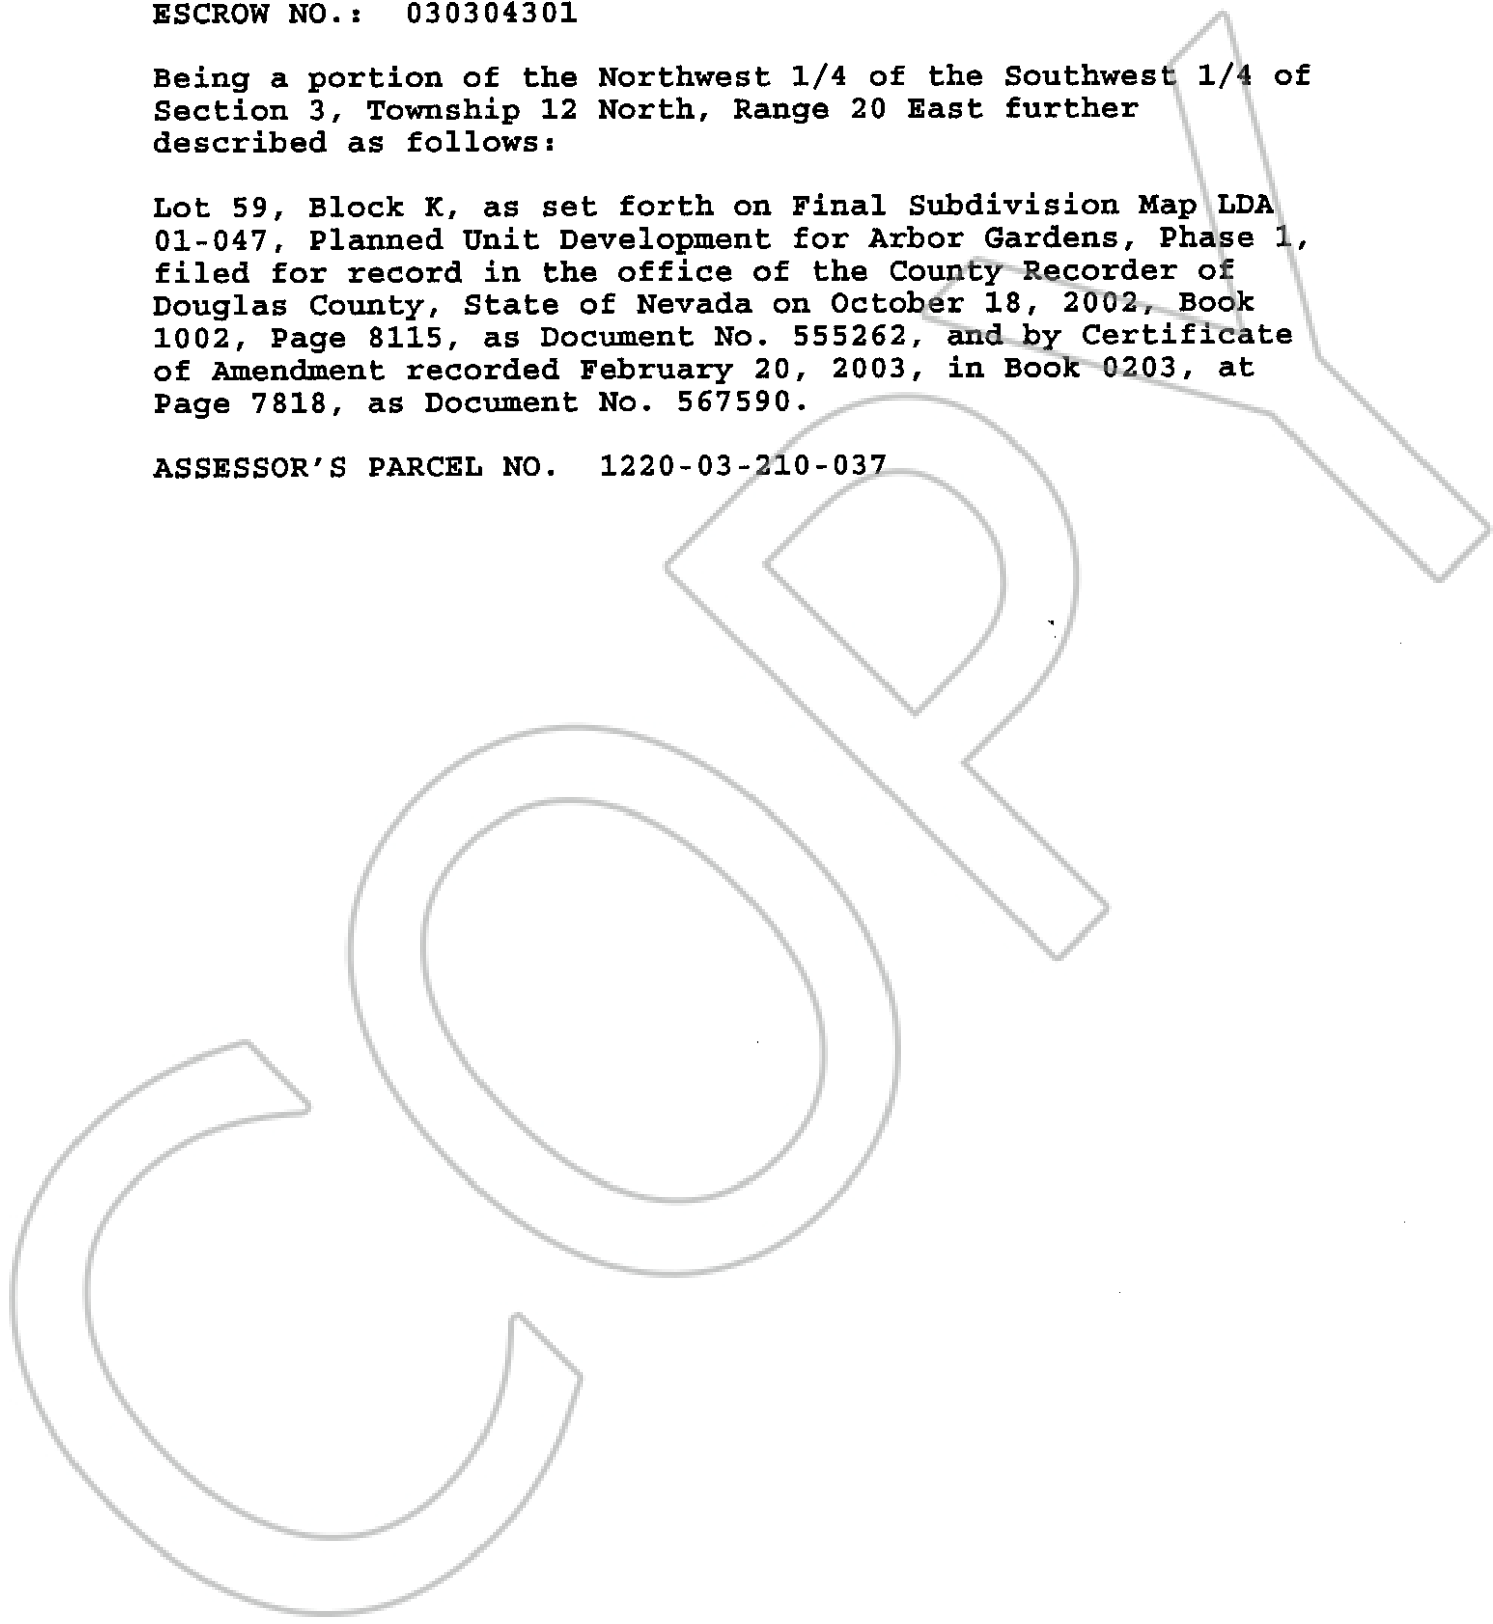 ESCROW NO.: 030304301
Being a portion of the Northwest 1/4 of the Southwest 1/4 of
Section 3, Township 12 North, Range 20 East further
described as follows:
Lot 59, Block K, as set forth on Final Subdivision Map LDA
01-047, Planned Unit Development for Arbor Gardens, Phase 1,
filed for record in the office of the County Recorder of
Douglas County, State of Nevada on October 18, 2002, Book
1002, Page 8115, as Document No. 555262, and by Certificate
of Amendment recorded February 20, 2003, in Book 0203, at
Page 7818, as Document No. 567590.
ASSESSOR'S PARCEL NO. 1220-03-210-037
COPY